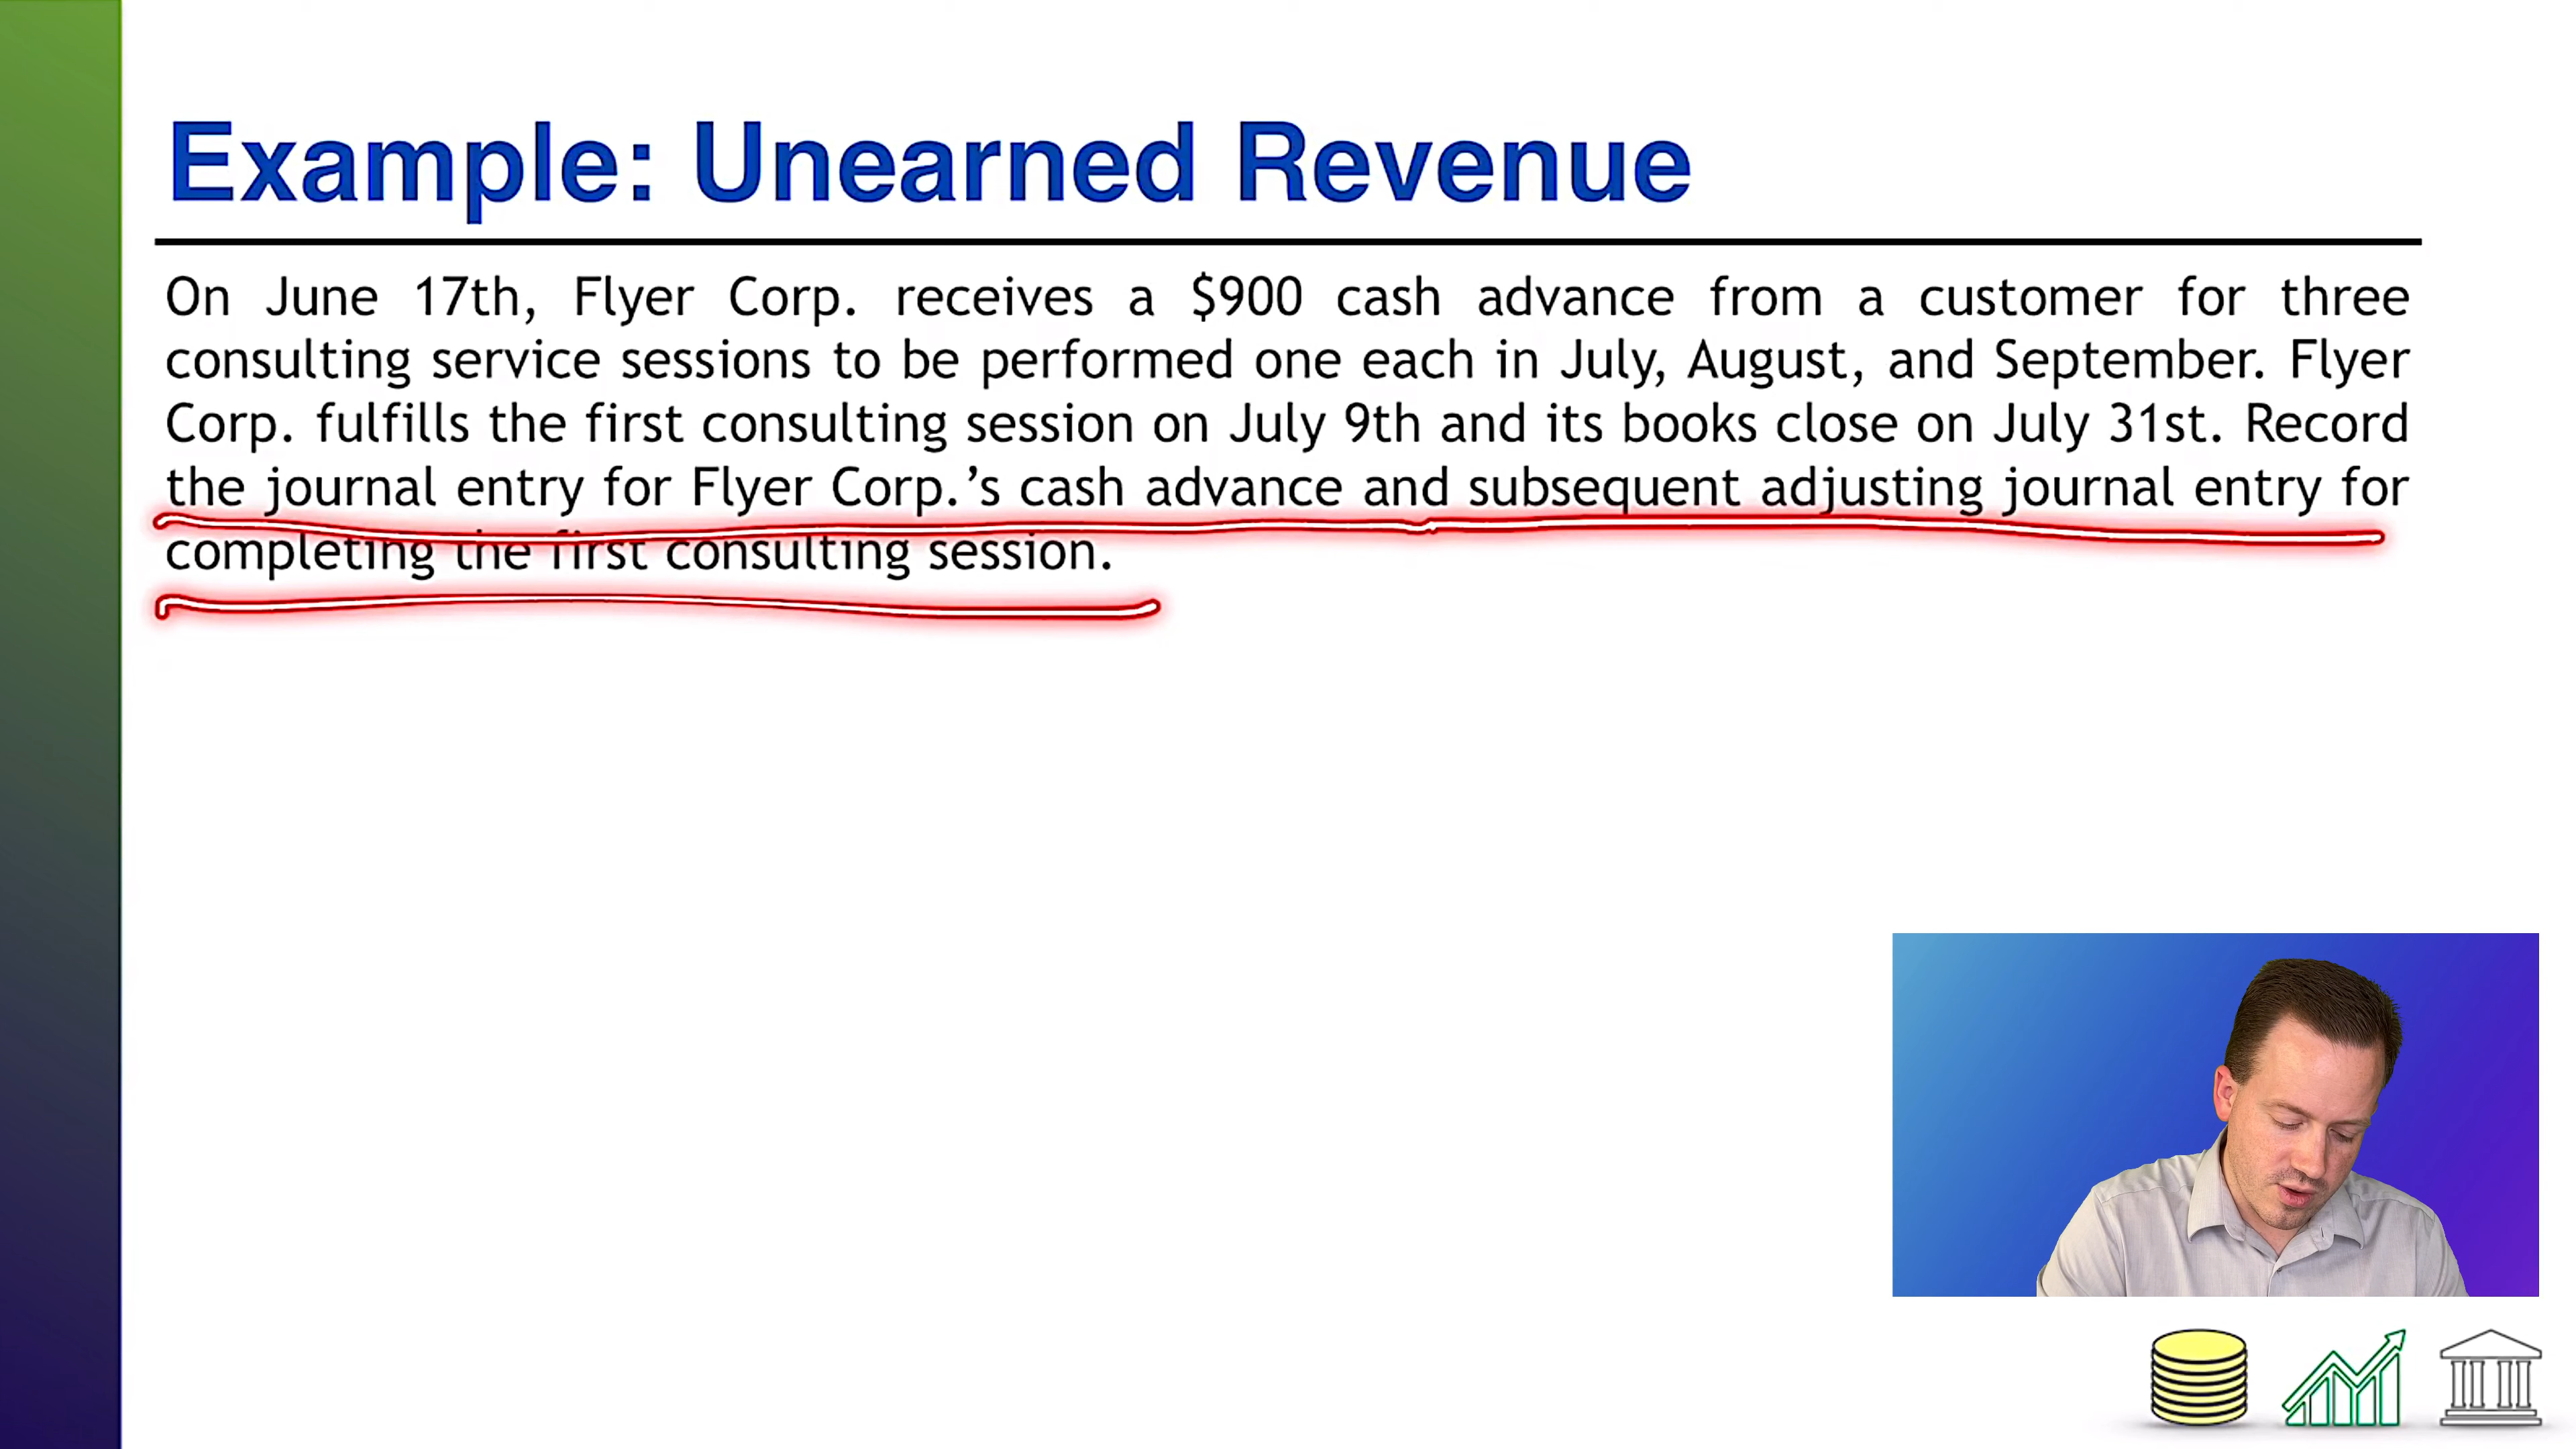 Example: Unearned Revenue
On June 17th, Flyer Corp. receives a $900 cash advance from a customer for three
consulting service sessions to be performed one each in July, August, and September. Flyer
Corp. fulfills the first consulting session on July 9th and its books close on July 31st. Record
the journal entry for Flyer Corp.’s cash advance and subsequent adjusting journal entry for
completing the first consulting session.